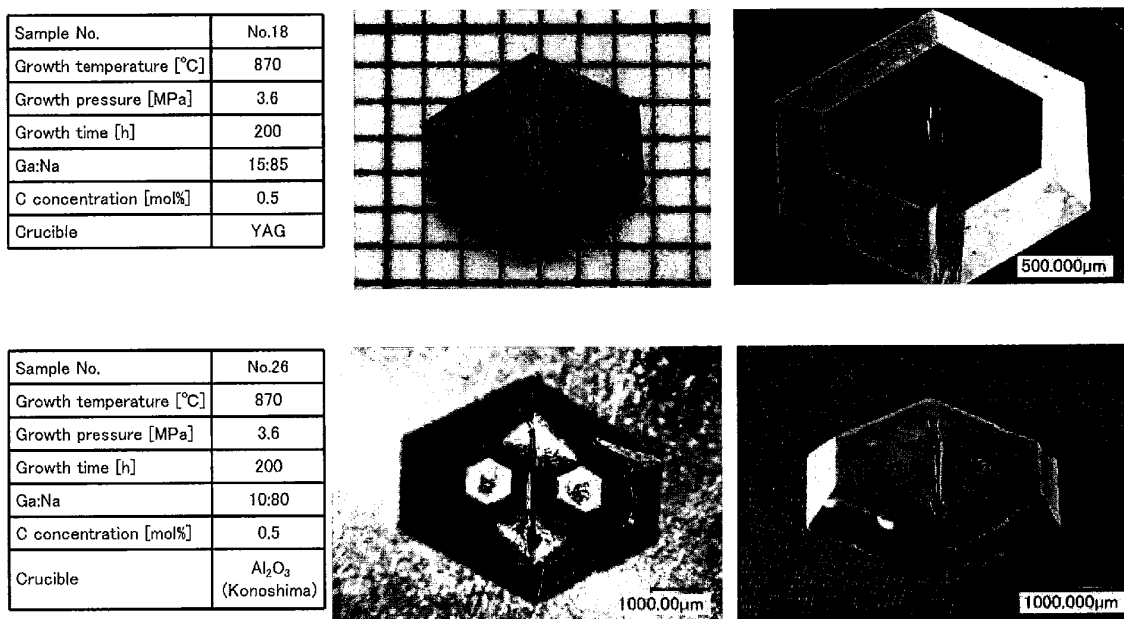 Sample No. No.18
Growth temperature [°C] 870
Growth pressure [MPa] 3.6
Growth time [h] 200
Ga:Na 15:85
C concentration [mol%] 0.5
Crucible YAG
500.000μm
Sample No. No.26
Growth temperature [°C] 870
Growth pressure [MPa] 3.6
Growth time [h] 200
Ga:Na 10:80
C concentration [mol%] 0.5
Crucible Al₂O₃
(Konoshima)
1000.00μm
1000.000μm